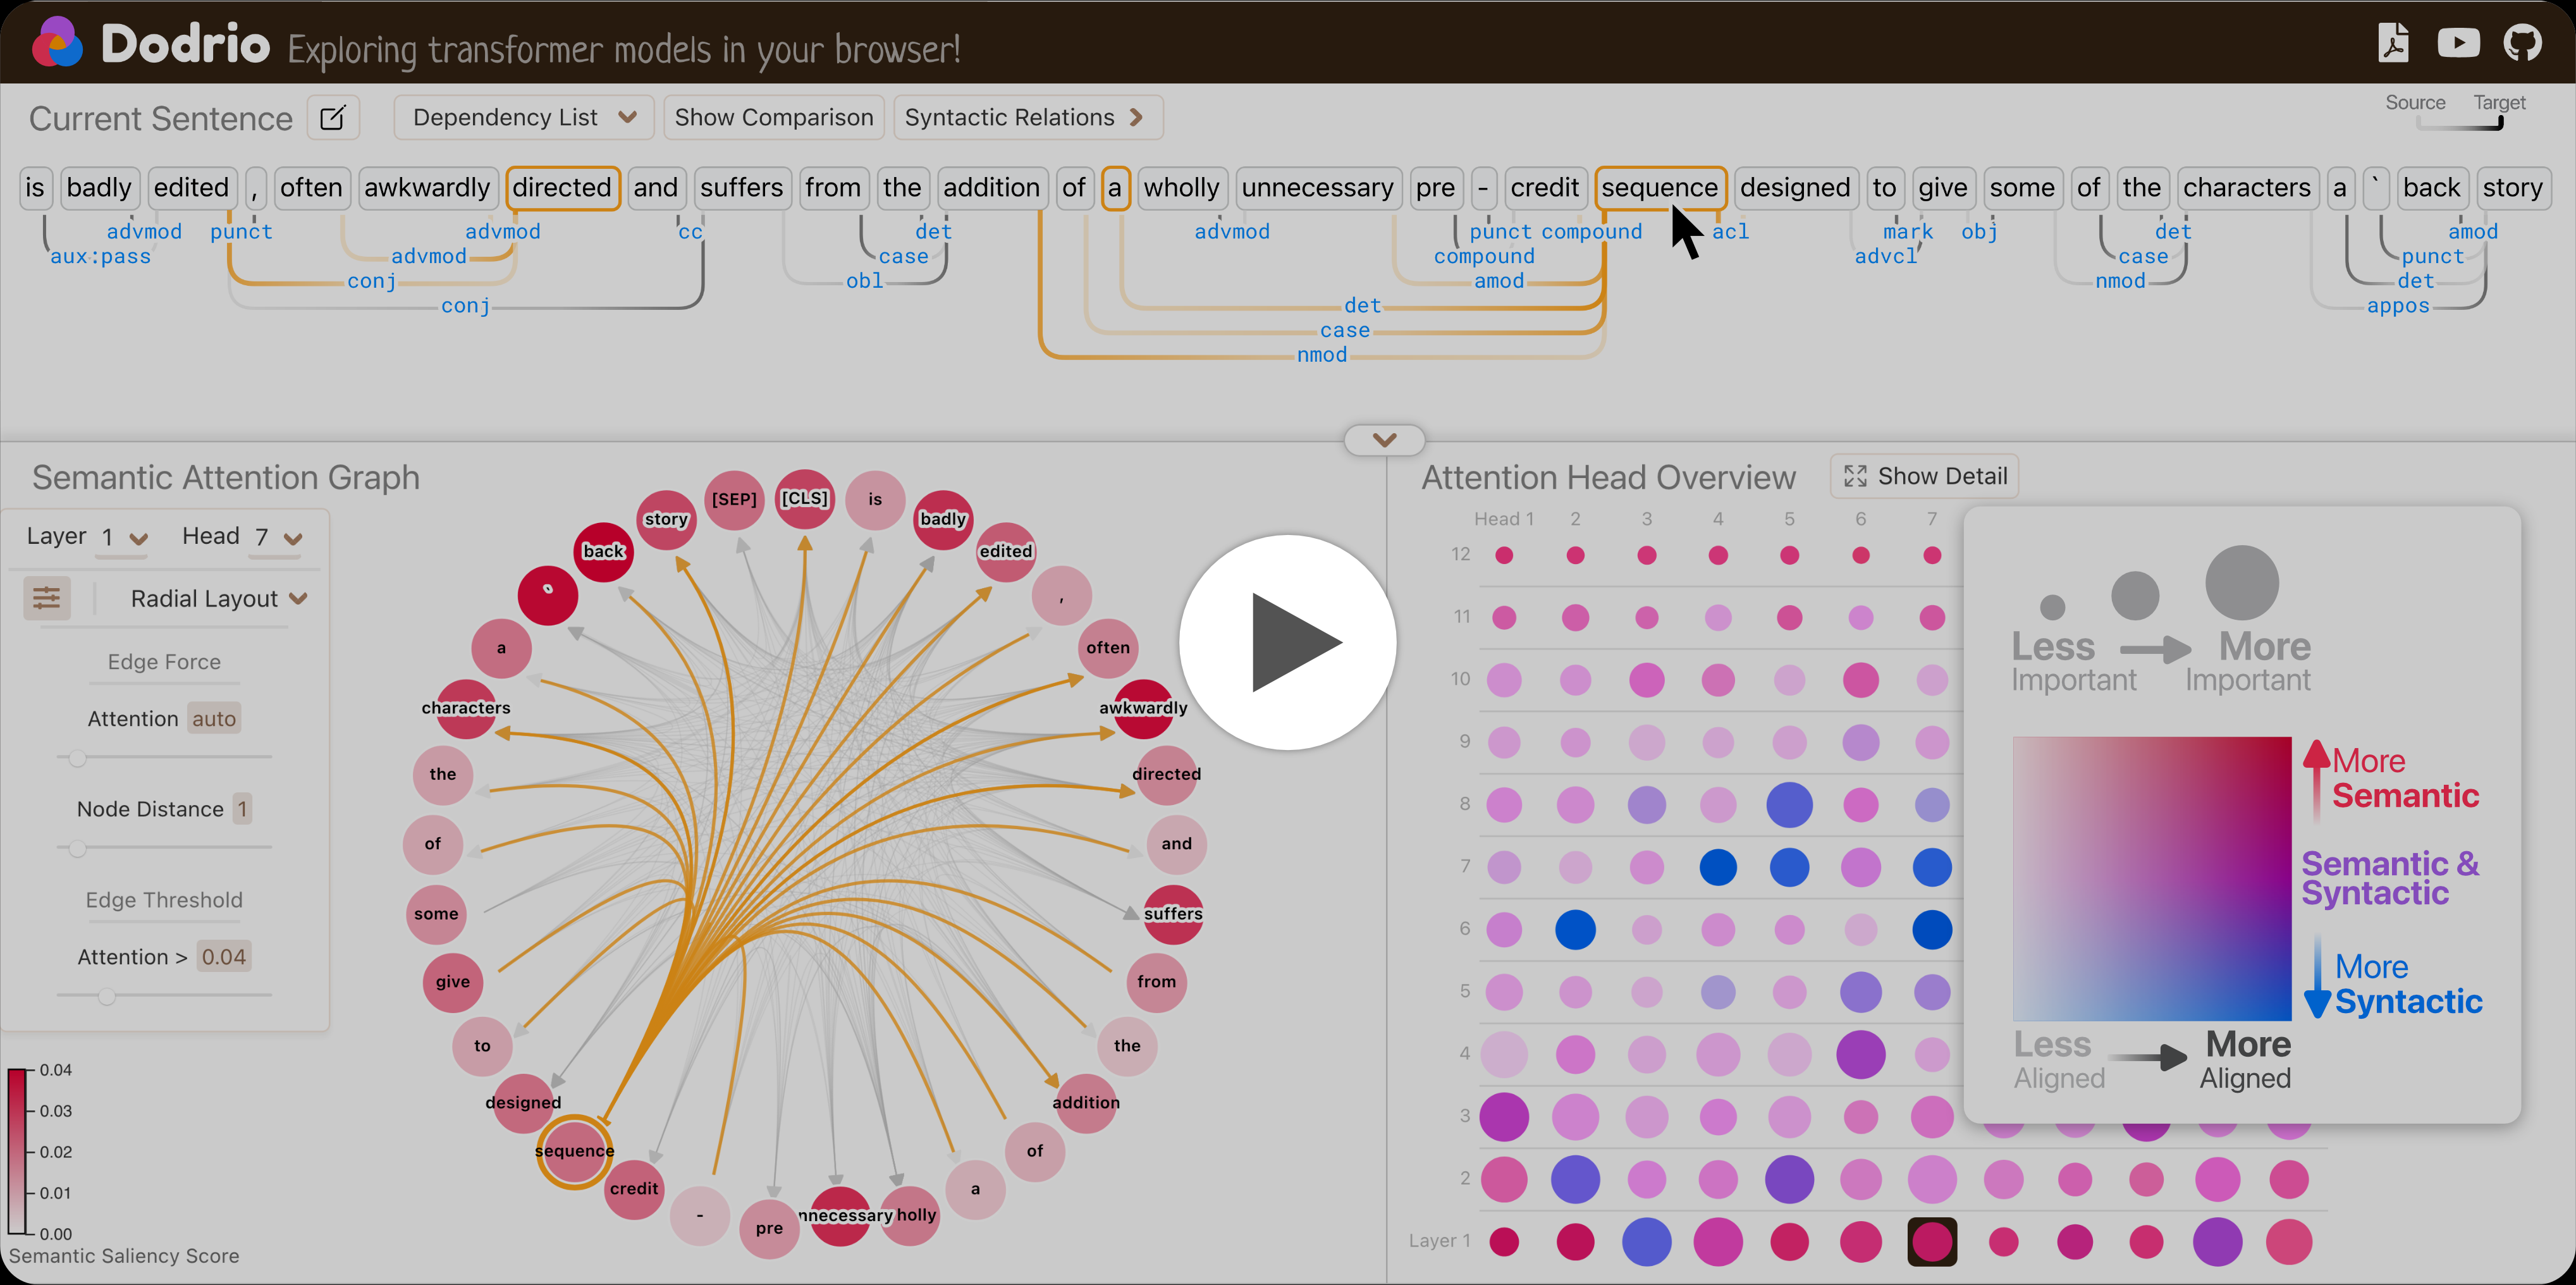 Dodrio Exploring transformer models in your browser!
Current Sentence Dependency List Show Comparison Syntactic Relations
Source Target
is badly edited , often awkwardly directed and suffers from the addition of a wholly unnecessary pre - credit sequence designed to give some of the characters a ` back story
advmod punct advmod cc det advmod punct compound acl mark obj det amod
aux:pass advmod case compound advcl case punct
conj obl amod nmod det
conj det appos
case
nmod
Semantic Attention Graph
Layer 1 Head 7
Radial Layout
Edge Force
Attention auto
Node Distance 1
Edge Threshold
Attention > 0.04
0.04
0.03
0.02
0.01
0.00
Semantic Saliency Score
[CLS]
is
badly
edited
,
often
awkwardly
directed
and
suffers
from
the
addition
of
a
holly
nnecessary
pre
-
credit
sequence
designed
to
give
some
of
the
characters
a
`
back
story
[SEP]
Attention Head Overview Show Detail
Head 1 2 3 4 5 6 7
12
11
10
9
8
7
6
5
4
3
2
Layer 1
Less More
Important Important
More
Semantic
Semantic &
Syntactic
More
Syntactic
Less More
Aligned Aligned